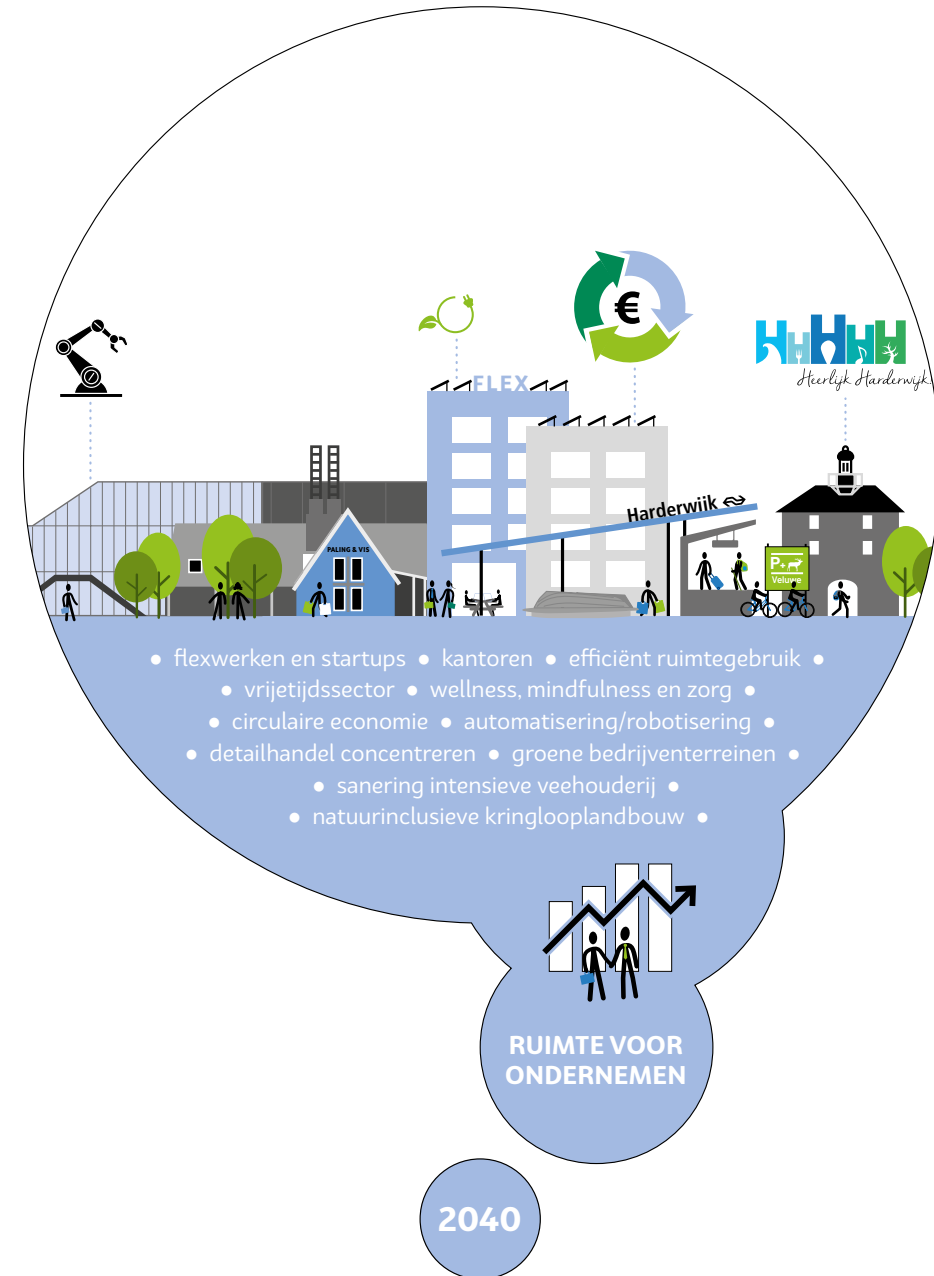 €
HHHHH
Heerlijk Harderwijk
FLEX
Harderwijk
PALING & VIS
P+
Veluwe
• flexwerken en startups • kantoren • efficiënt ruimtegebruik •
• vrijetijdssector • wellness, mindfulness en zorg •
• circulaire economie • automatisering/robotisering •
• detailhandel concentreren • groene bedrijventerreinen •
• sanering intensieve veehouderij •
• natuurinclusieve kringlooplandbouw •
RUIMTE VOOR
ONDERNEMEN
2040